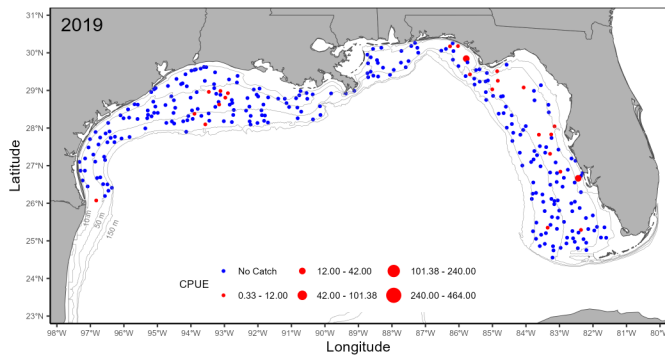 2019
31°N
30°N
29°N
28°N
27°N
26°N
25°N
24°N
23°N
Latitude
10 m
50 m
150 m
CPUE
No Catch
0.33 - 12.00
12.00 - 42.00
42.00 - 101.38
101.38 - 240.00
240.00 - 464.00
98°W 97°W 96°W 95°W 94°W 93°W 92°W 91°W 90°W 89°W 88°W 87°W 86°W 85°W 84°W 83°W 82°W 81°W 80°W
Longitude